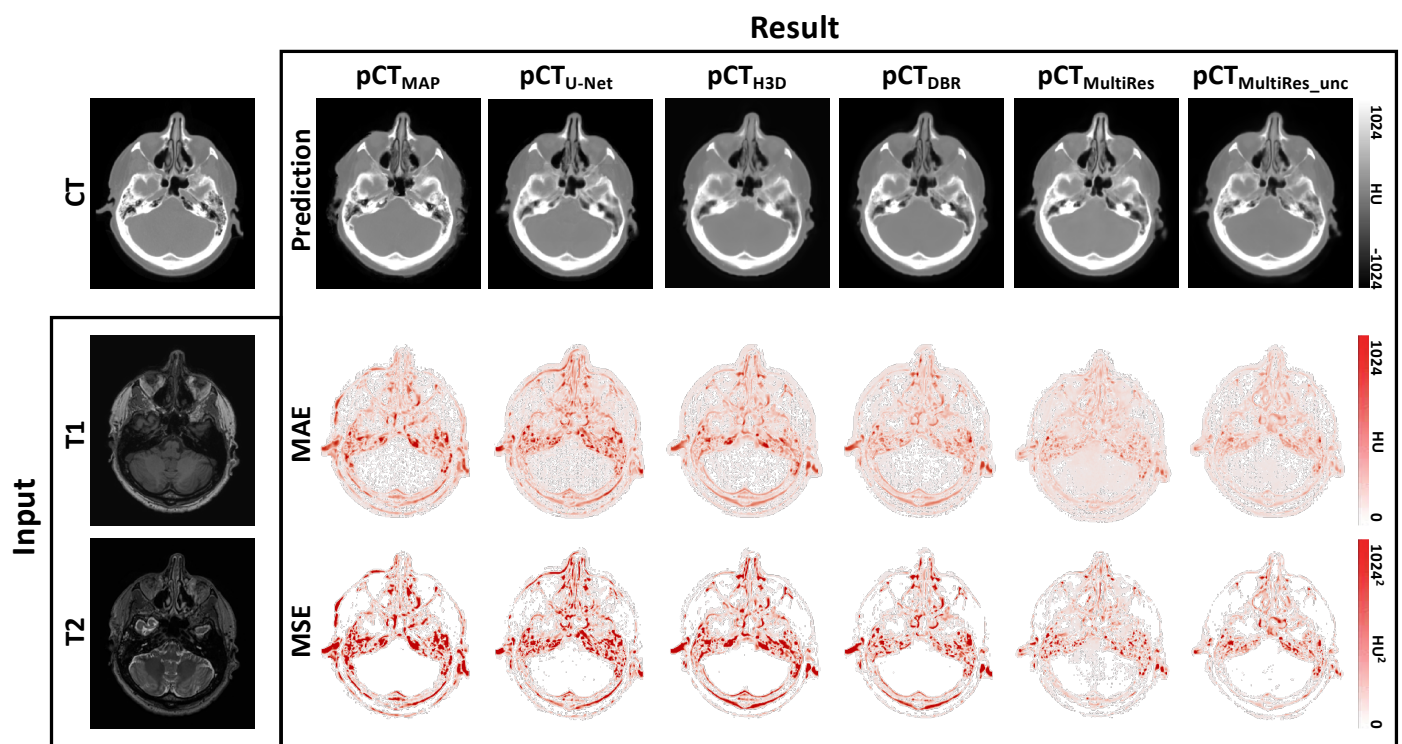 Result
pCT_MAP pCT_U-Net pCT_H3D pCT_DBR pCT_MultiRes pCT_MultiRes_unc
CT
Prediction
1024 HU -1024
Input
T1
MAE
1024 HU 0
T2
MSE
1024² HU² 0